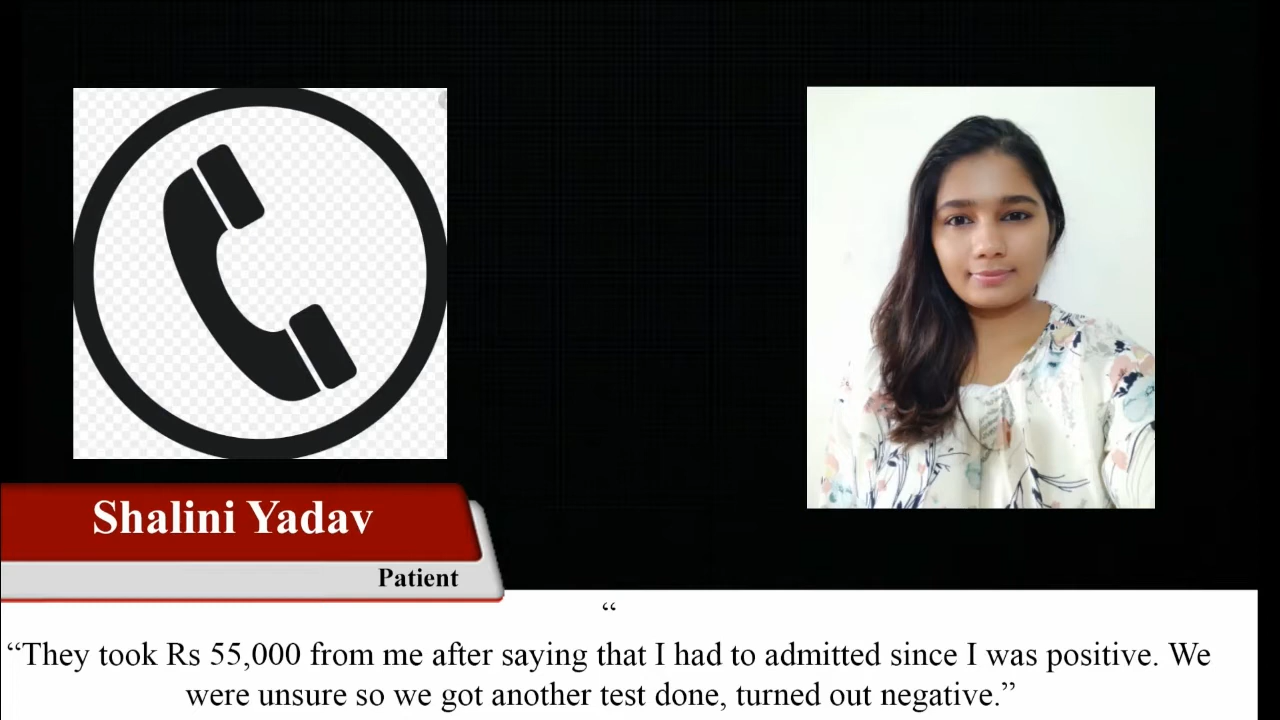 Shalini Yadav
Patient
“
“They took Rs 55,000 from me after saying that I had to admitted since I was positive. We
were unsure so we got another test done, turned out negative.”